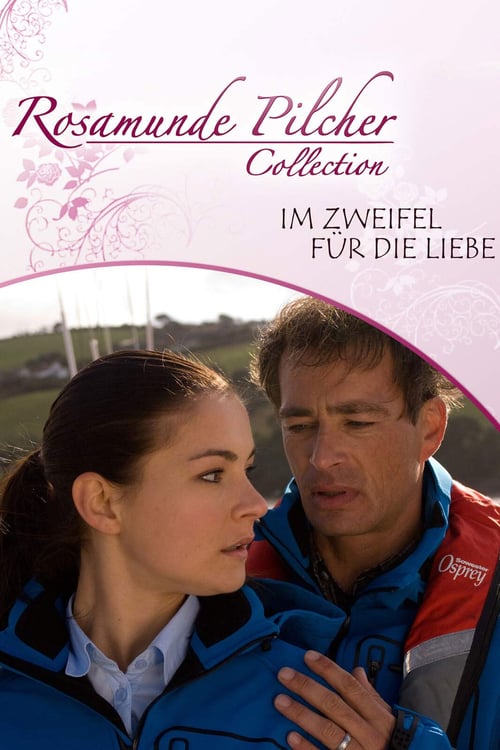 Rosamunde Pilcher
Collection
IM ZWEIFEL
FÜR DIE LIEBE
Osprey